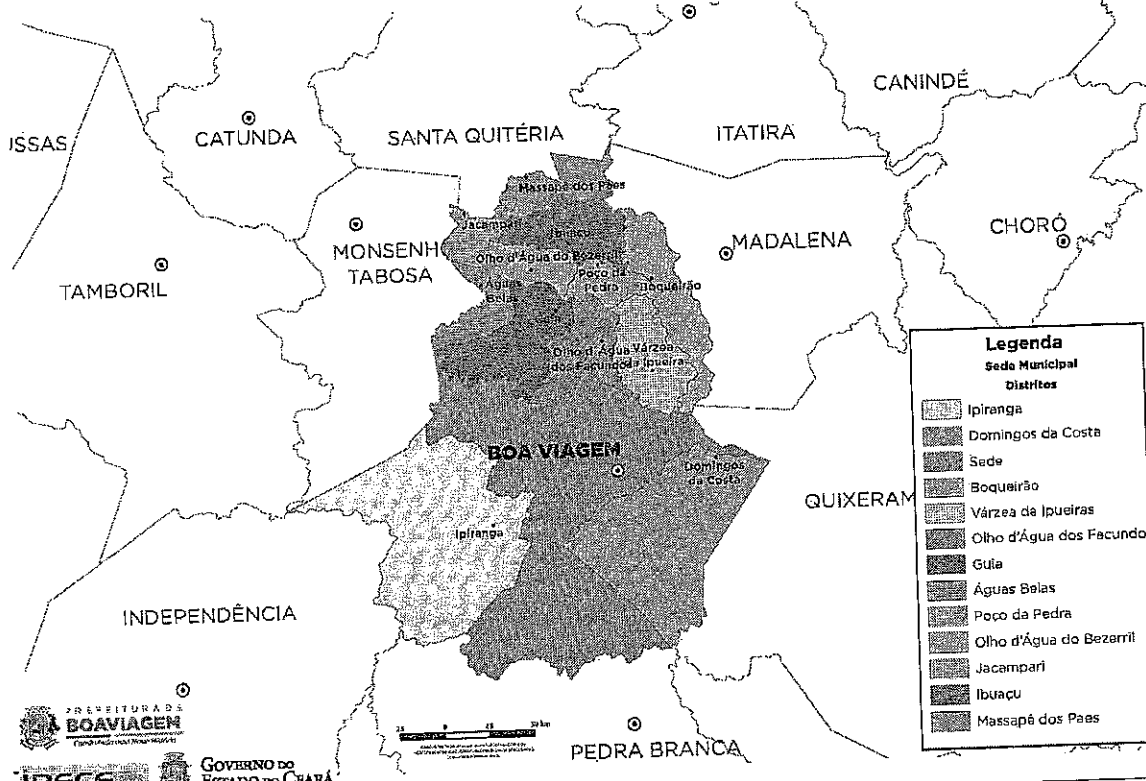 CANINDÉ
CATUNDA
SANTA QUITÉRIA
ITATIRA
Massapê dos Paes
Jacampari
CHORÓ
MONSENH
TABOSA
MADALENA
Olho d'Água do Bezerril
Poço da
Pedra
Boqueirão
TAMBORIL
Águas
Belas
Olho d'Água
dos Facundo
Várzea
da Ipueira
BOA VIAGEM
Domingos
da Costa
QUIXERAM
Ipiranga
INDEPENDÊNCIA
PEDRA BRANCA
Legenda
Sede Municipal
Distritos
Ipiranga
Domingos da Costa
Sede
Boqueirão
Várzea da Ipueiras
Olho d'Água dos Facundo
Guia
Águas Belas
Poço da Pedra
Olho d'Água do Bezerril
Jacampari
Ibuaçu
Massapê dos Paes
PREFEITURA DE
BOA VIAGEM
IPECE
GOVERNO DO
ESTADO DO CEARÁ